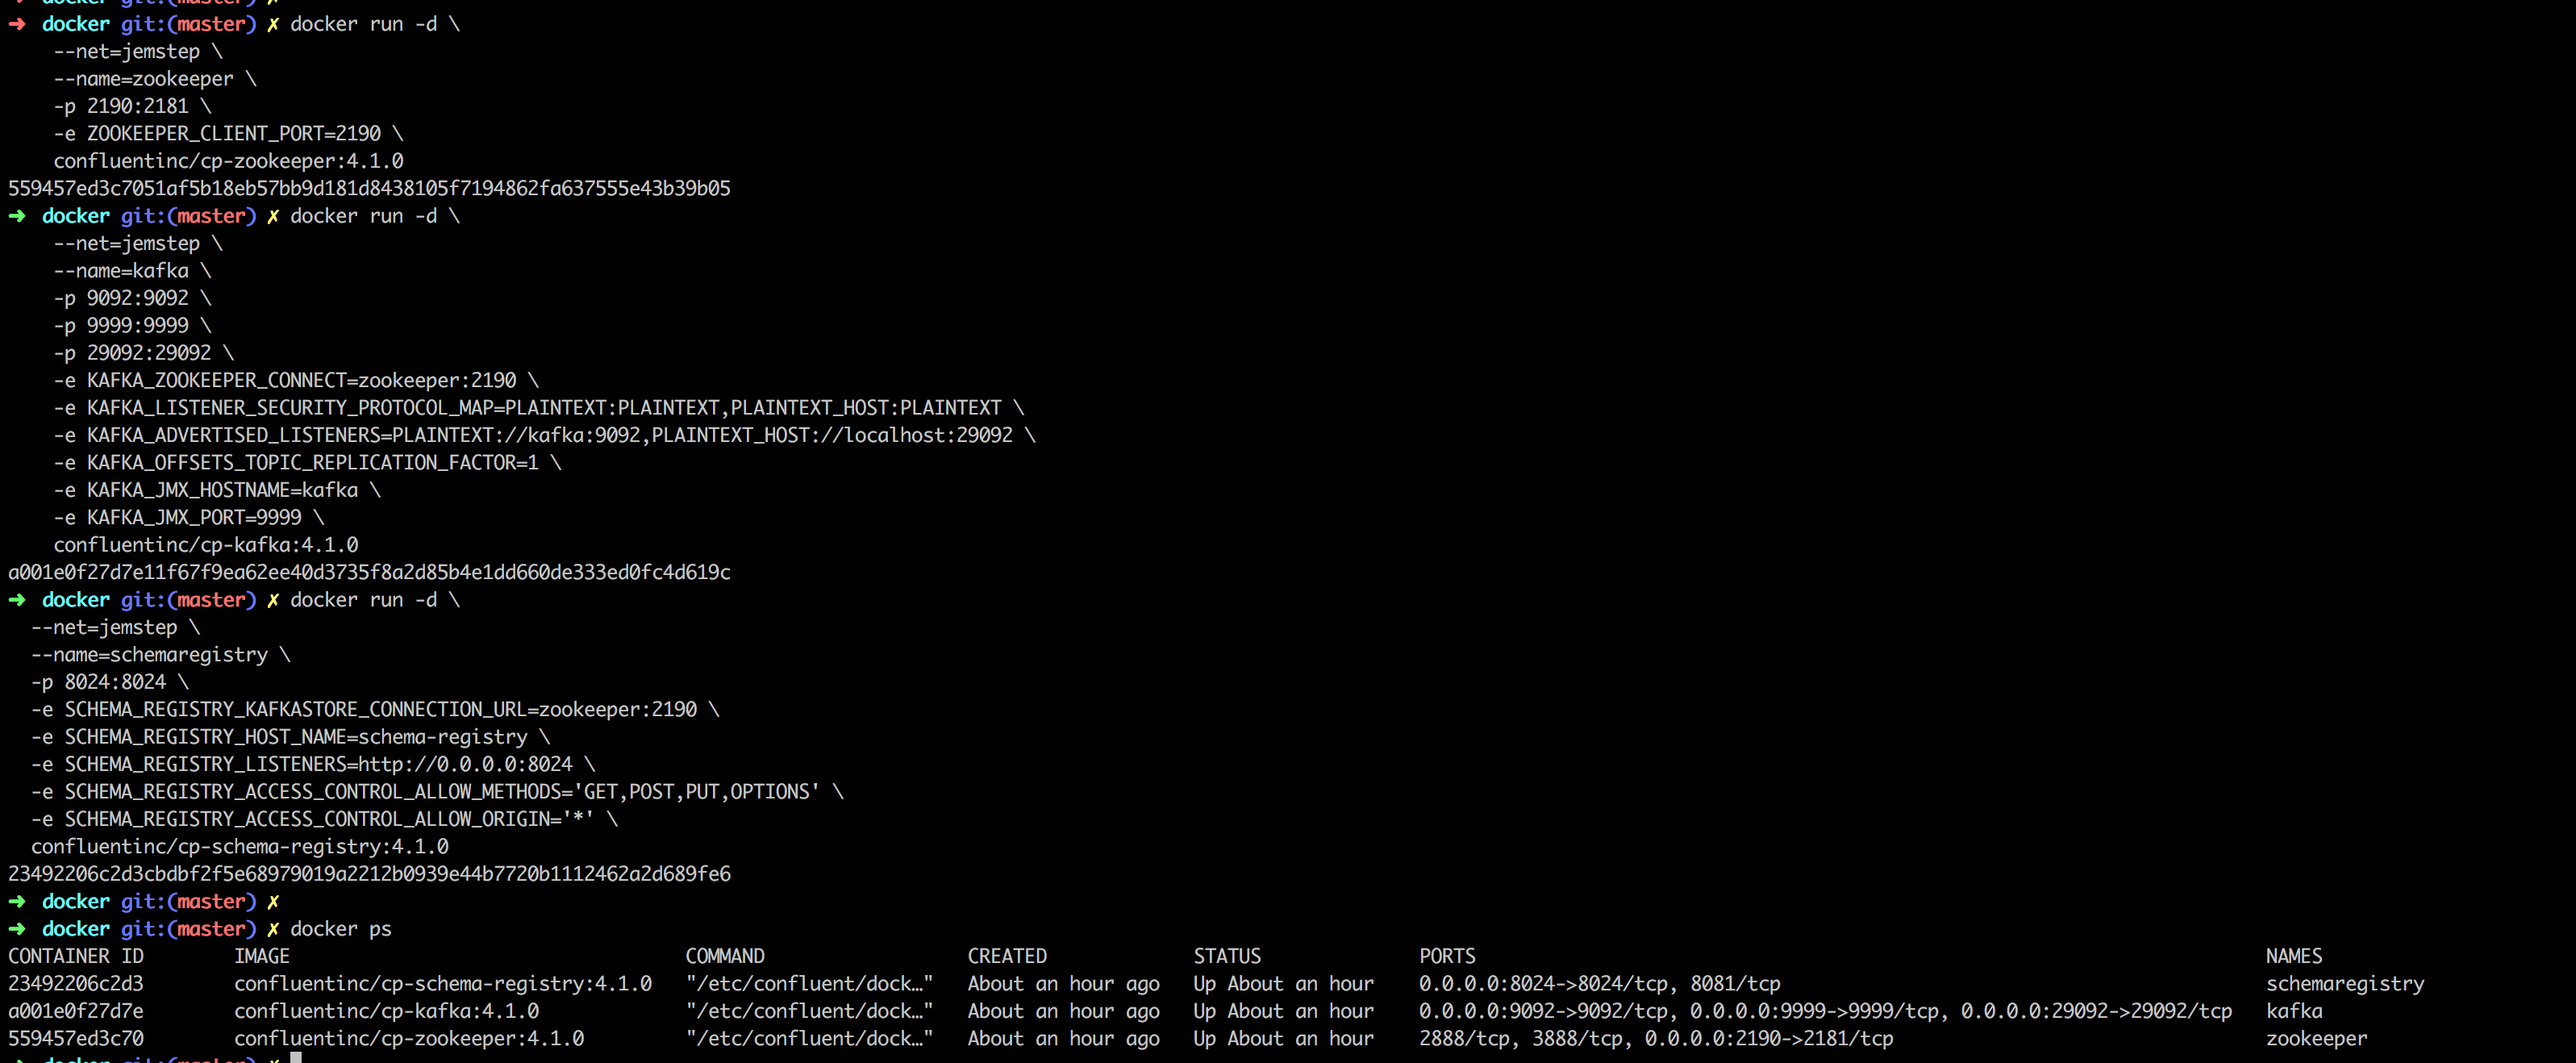 ➜ docker git:(master) ✗
➜ docker git:(master) ✗ docker run -d \
--net=jemstep \
--name=zookeeper \
-p 2190:2181 \
-e ZOOKEEPER_CLIENT_PORT=2190 \
confluentinc/cp-zookeeper:4.1.0
559457ed3c7051af5b18eb57bb9d181d8438105f7194862fa637555e43b39b05
➜ docker git:(master) ✗ docker run -d \
--net=jemstep \
--name=kafka \
-p 9092:9092 \
-p 9999:9999 \
-p 29092:29092 \
-e KAFKA_ZOOKEEPER_CONNECT=zookeeper:2190 \
-e KAFKA_LISTENER_SECURITY_PROTOCOL_MAP=PLAINTEXT:PLAINTEXT,PLAINTEXT_HOST:PLAINTEXT \
-e KAFKA_ADVERTISED_LISTENERS=PLAINTEXT://kafka:9092,PLAINTEXT_HOST://localhost:29092 \
-e KAFKA_OFFSETS_TOPIC_REPLICATION_FACTOR=1 \
-e KAFKA_JMX_HOSTNAME=kafka \
-e KAFKA_JMX_PORT=9999 \
confluentinc/cp-kafka:4.1.0
a001e0f27d7e11f67f9ea62ee40d3735f8a2d85b4e1dd660de333ed0fc4d619c
➜ docker git:(master) ✗ docker run -d \
--net=jemstep \
--name=schemaregistry \
-p 8024:8024 \
-e SCHEMA_REGISTRY_KAFKASTORE_CONNECTION_URL=zookeeper:2190 \
-e SCHEMA_REGISTRY_HOST_NAME=schema-registry \
-e SCHEMA_REGISTRY_LISTENERS=http://0.0.0.0:8024 \
-e SCHEMA_REGISTRY_ACCESS_CONTROL_ALLOW_METHODS='GET,POST,PUT,OPTIONS' \
-e SCHEMA_REGISTRY_ACCESS_CONTROL_ALLOW_ORIGIN='*' \
confluentinc/cp-schema-registry:4.1.0
23492206c2d3cbdbf2f5e68979019a2212b0939e44b7720b1112462a2d689fe6
➜ docker git:(master) ✗
➜ docker git:(master) ✗ docker ps
CONTAINER ID IMAGE COMMAND CREATED STATUS PORTS NAMES
23492206c2d3 confluentinc/cp-schema-registry:4.1.0 "/etc/confluent/dock…" About an hour ago Up About an hour 0.0.0.0:8024->8024/tcp, 8081/tcp schemaregistry
a001e0f27d7e confluentinc/cp-kafka:4.1.0 "/etc/confluent/dock…" About an hour ago Up About an hour 0.0.0.0:9092->9092/tcp, 0.0.0.0:9999->9999/tcp, 0.0.0.0:29092->29092/tcp kafka
559457ed3c70 confluentinc/cp-zookeeper:4.1.0 "/etc/confluent/dock…" About an hour ago Up About an hour 2888/tcp, 3888/tcp, 0.0.0.0:2190->2181/tcp zookeeper
➜ docker git:(master) ✗